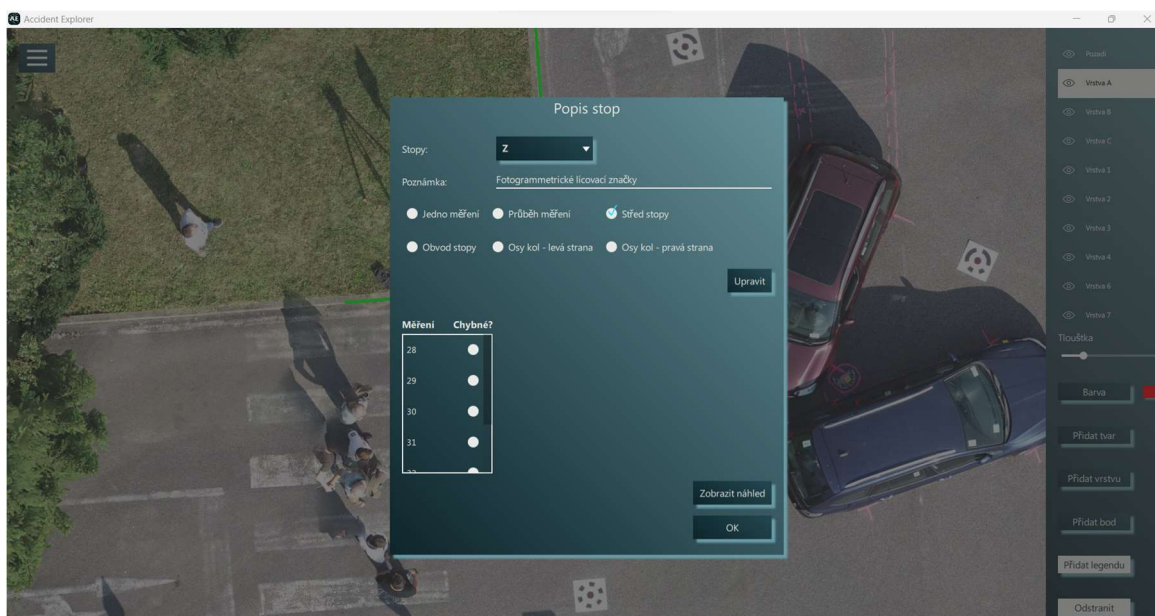 AE Accident Explorer
Popis stop
Stopy: Z
Poznámka: Fotogrammetrické lícovací značky
Jedno měření Průběh měření Střed stopy
Obvod stopy Osy kol - levá strana Osy kol - pravá strana
Upravit
Měření Chybné?
28
29
30
31
Zobrazit náhled
OK
Pozadí
Vrstva A
Vrstva B
Vrstva C
Vrstva 1
Vrstva 2
Vrstva 3
Vrstva 4
Vrstva 6
Vrstva 7
Tlouštka
Barva
Přidat tvar
Přidat vrstvu
Přidat bod
Přidat legendu
Odstranit